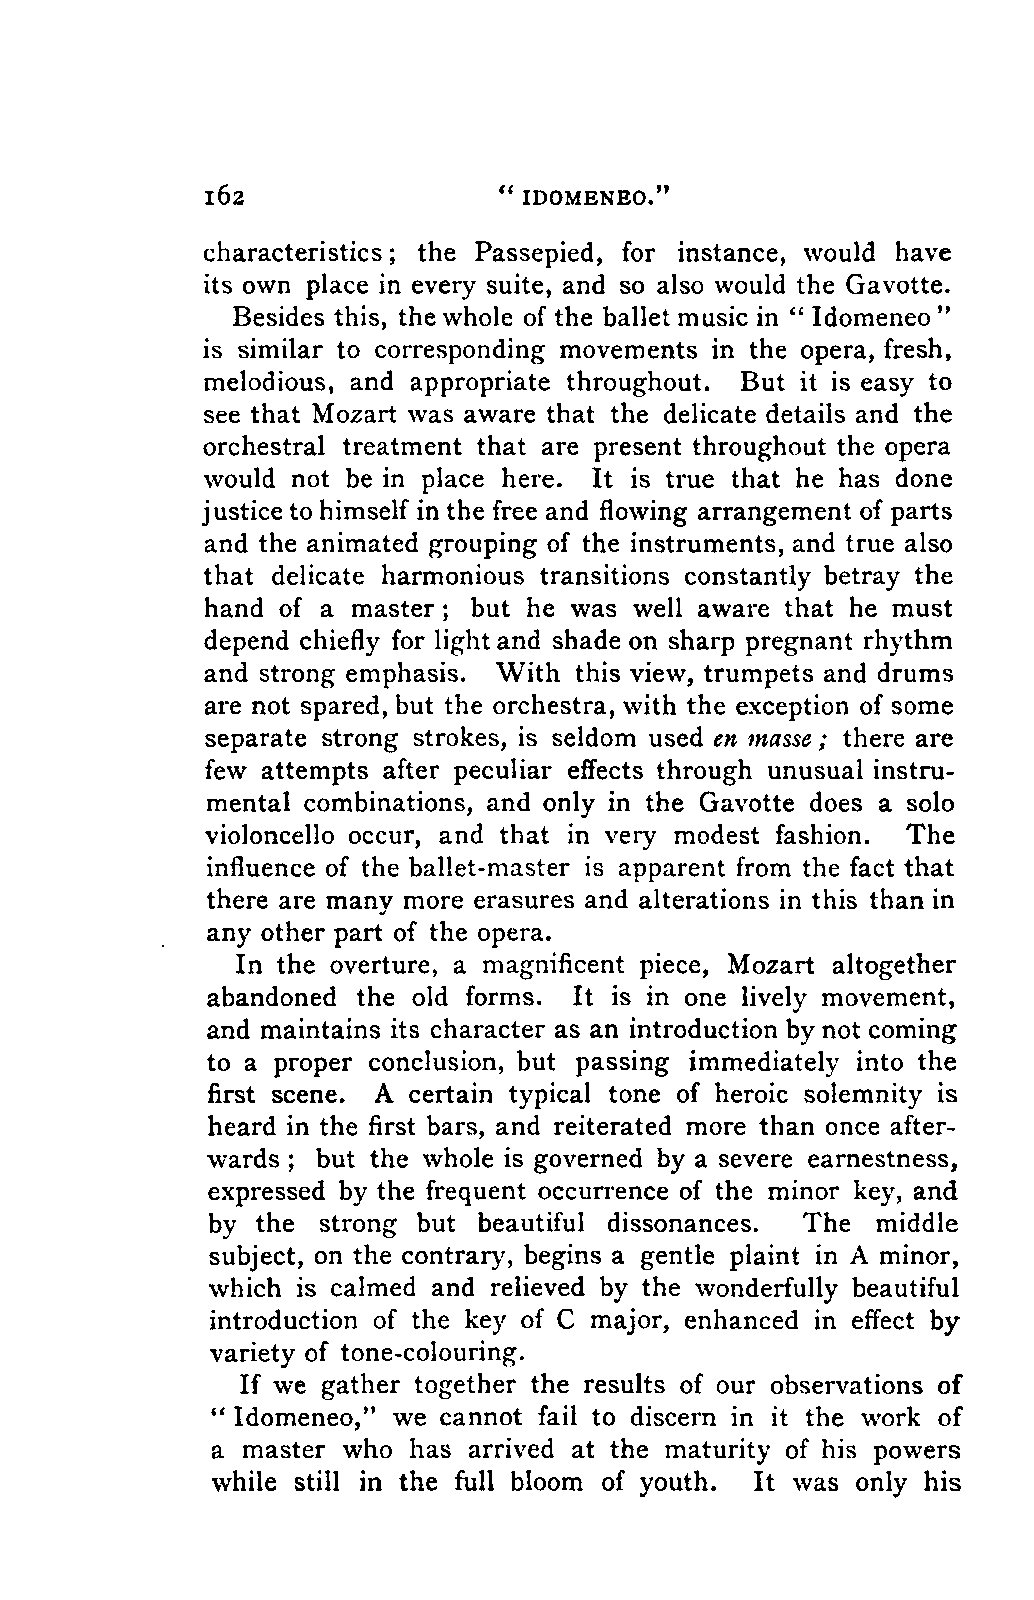 162 “ IDOMENEO.”
characteristics ; the Passepied, for instance, would have
its own place in every suite, and so also would the Gavotte.
Besides this, the whole of the ballet music in “ Idomeneo ”
is similar to corresponding movements in the opera, fresh,
melodious, and appropriate throughout. But it is easy to
see that Mozart was aware that the delicate details and the
orchestral treatment that are present throughout the opera
would not be in place here. It is true that he has done
justice to himself in the free and flowing arrangement of parts
and the animated grouping of the instruments, and true also
that delicate harmonious transitions constantly betray the
hand of a master ; but he was well aware that he must
depend chiefly for light and shade on sharp pregnant rhythm
and strong emphasis. With this view, trumpets and drums
are not spared, but the orchestra, with the exception of some
separate strong strokes, is seldom used en masse ; there are
few attempts after peculiar effects through unusual instru-
mental combinations, and only in the Gavotte does a solo
violoncello occur, and that in very modest fashion. The
influence of the ballet-master is apparent from the fact that
there are many more erasures and alterations in this than in
any other part of the opera.
In the overture, a magnificent piece, Mozart altogether
abandoned the old forms. It is in one lively movement,
and maintains its character as an introduction by not coming
to a proper conclusion, but passing immediately into the
first scene. A certain typical tone of heroic solemnity is
heard in the first bars, and reiterated more than once after-
wards ; but the whole is governed by a severe earnestness,
expressed by the frequent occurrence of the minor key, and
by the strong but beautiful dissonances. The middle
subject, on the contrary, begins a gentle plaint in A minor,
which is calmed and relieved by the wonderfully beautiful
introduction of the key of C major, enhanced in effect by
variety of tone-colouring.
If we gather together the results of our observations of
“ Idomeneo,” we cannot fail to discern in it the work of
a master who has arrived at the maturity of his powers
while still in the full bloom of youth. It was only his